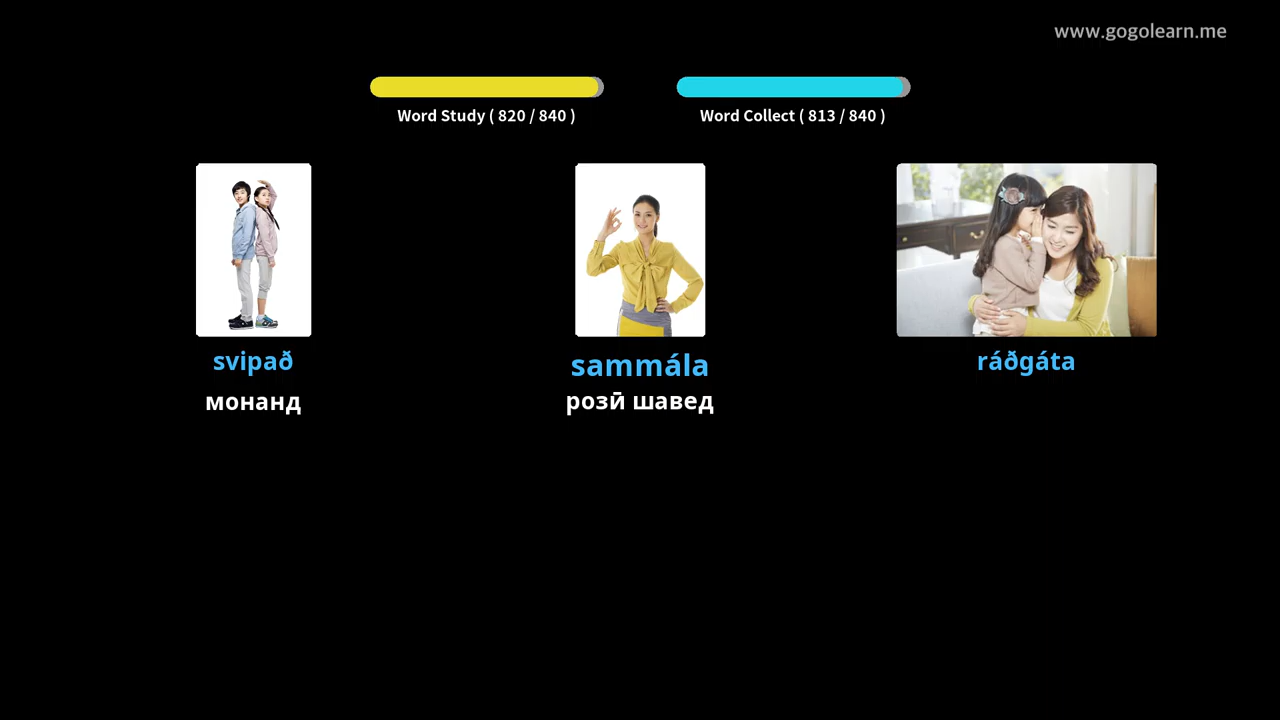 www.gogolearn.me
Word Study ( 820 / 840 )
Word Collect ( 813 / 840 )
svipað
sammála
ráðgáta
монанд
розӣ шавед